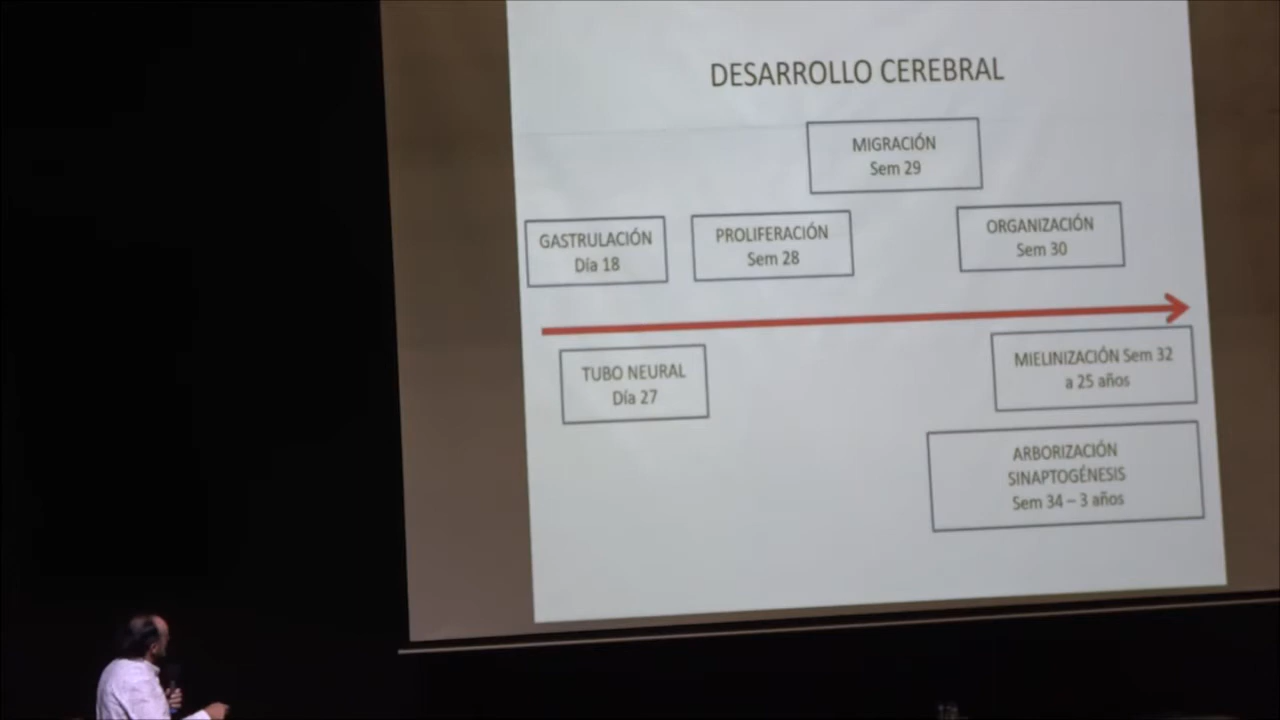 DESARROLLO CEREBRAL
MIGRACIÓN
Sem 29
GASTRULACIÓN
Día 18
PROLIFERACIÓN
Sem 28
ORGANIZACIÓN
Sem 30
TUBO NEURAL
Día 27
MIELINIZACIÓN Sem 32
a 25 años
ARBORIZACIÓN
SINAPTOGÉNESIS
Sem 34 – 3 años